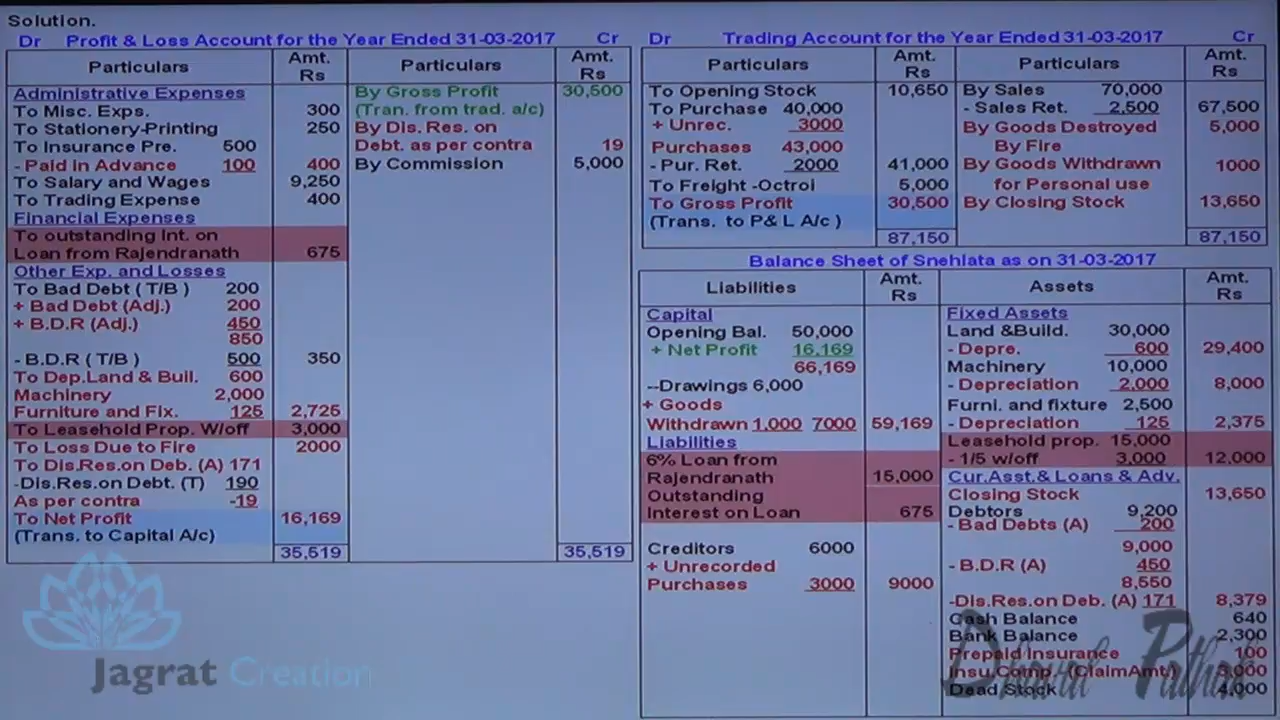 Solution.
Dr Profit & Loss Account for the Year Ended 31-03-2017 Cr
Particulars Amt. Rs Particulars Amt. Rs
Administrative Expenses
To Misc. Exps. 300
To Stationery-Printing 250
To Insurance Pre. 500
- Paid in Advance 100 400
To Salary and Wages 9,250
To Trading Expense 400
Financial Expenses
To outstanding Int. on
Loan from Rajendranath 675
Other Exp. and Losses
To Bad Debt ( T/B ) 200
+ Bad Debt (Adj.) 200
+ B.D.R (Adj.) 450
850
- B.D.R ( T/B ) 500 350
To Dep.Land & Buil. 600
Machinery 2,000
Furniture and Fix. 125 2,725
To Leasehold Prop. W/off 3,000
To Loss Due to Fire 2000
To Dis.Res.on Deb. (A) 171
-Dis.Res.on Debt. (T) 190
As per contra -19
To Net Profit 16,169
(Trans. to Capital A/c)
35,519
By Gross Profit 30,500
(Tran. from trad. a/c)
By Dis. Res. on
Debt. as per contra 19
By Commission 5,000
35,519
Dr Trading Account for the Year Ended 31-03-2017 Cr
Particulars Amt. Rs Particulars Amt. Rs
To Opening Stock 10,650
To Purchase 40,000
+ Unrec. 3000
Purchases 43,000
- Pur. Ret. 2000 41,000
To Freight -Octroi 5,000
To Gross Profit 30,500
(Trans. to P& L A/c )
87,150
By Sales 70,000
- Sales Ret. 2,500 67,500
By Goods Destroyed 5,000
By Fire
By Goods Withdrawn 1000
for Personal use
By Closing Stock 13,650
87,150
Balance Sheet of Snehlata as on 31-03-2017
Liabilities Amt. Rs Assets Amt. Rs
Capital
Opening Bal. 50,000
+ Net Profit 16,169
66,169
--Drawings 6,000
+ Goods
Withdrawn 1,000 7000 59,169
Liabilities
6% Loan from
Rajendranath 15,000
Outstanding
Interest on Loan 675
Creditors 6000
+ Unrecorded
Purchases 3000 9000
Fixed Assets
Land &Build. 30,000
- Depre. 600 29,400
Machinery 10,000
- Depreciation 2,000 8,000
Furni. and fixture 2,500
- Depreciation 125 2,375
Leasehold prop. 15,000
- 1/5 w/off 3,000 12,000
Cur.Asst.& Loans & Adv.
Closing Stock 13,650
Debtors 9,200
- Bad Debts (A) 200
9,000
- B.D.R (A) 450
8,550
-Dis.Res.on Deb. (A) 171 8,379
Cash Balance 640
Bank Balance 2,300
Prepaid Insurance 100
Insu.Comp. (ClaimAmt.) 3,000
Dead Stock 4,000
Jagrat Creation
Dhaval Pathak